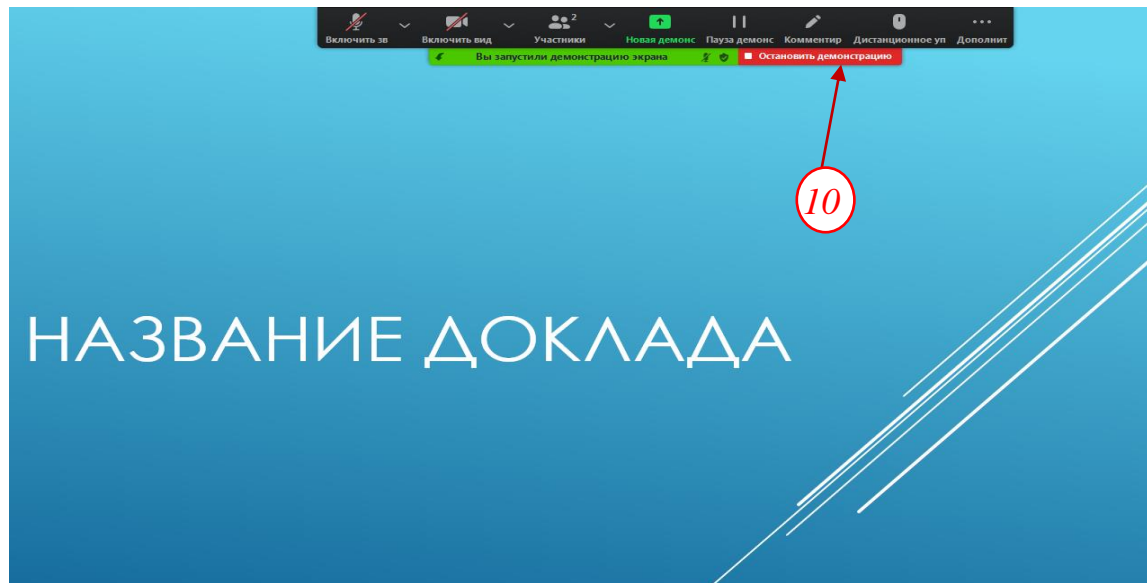 2
Включить зв Включить вид Участники Новая демонс Пауза демонс Комментир Дистанционное уп Дополнит
Вы запустили демонстрацию экрана Остановить демонстрацию
10
НАЗВАНИЕ ДОКЛАДА